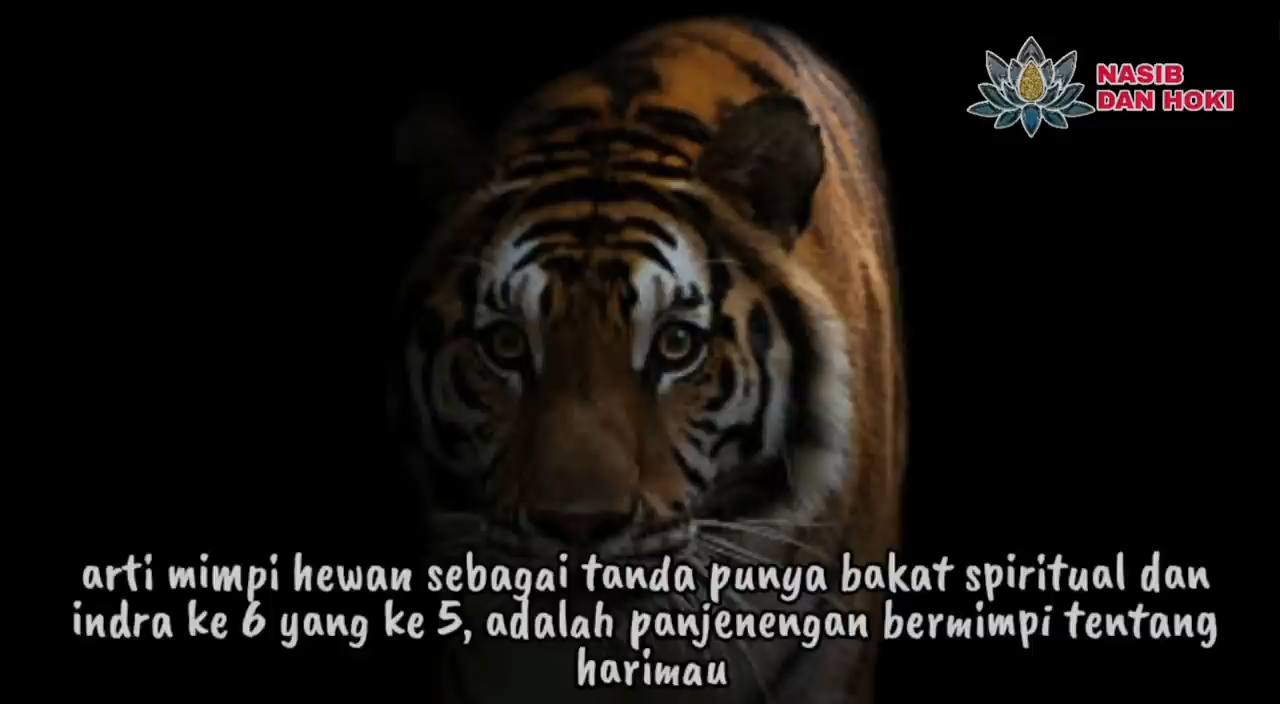 NASIB
DAN HOKI
arti mimpi hewan sebagai tanda punya bakat spiritual dan
indra ke 6 yang ke 5, adalah panjenengan bermimpi tentang
harimau